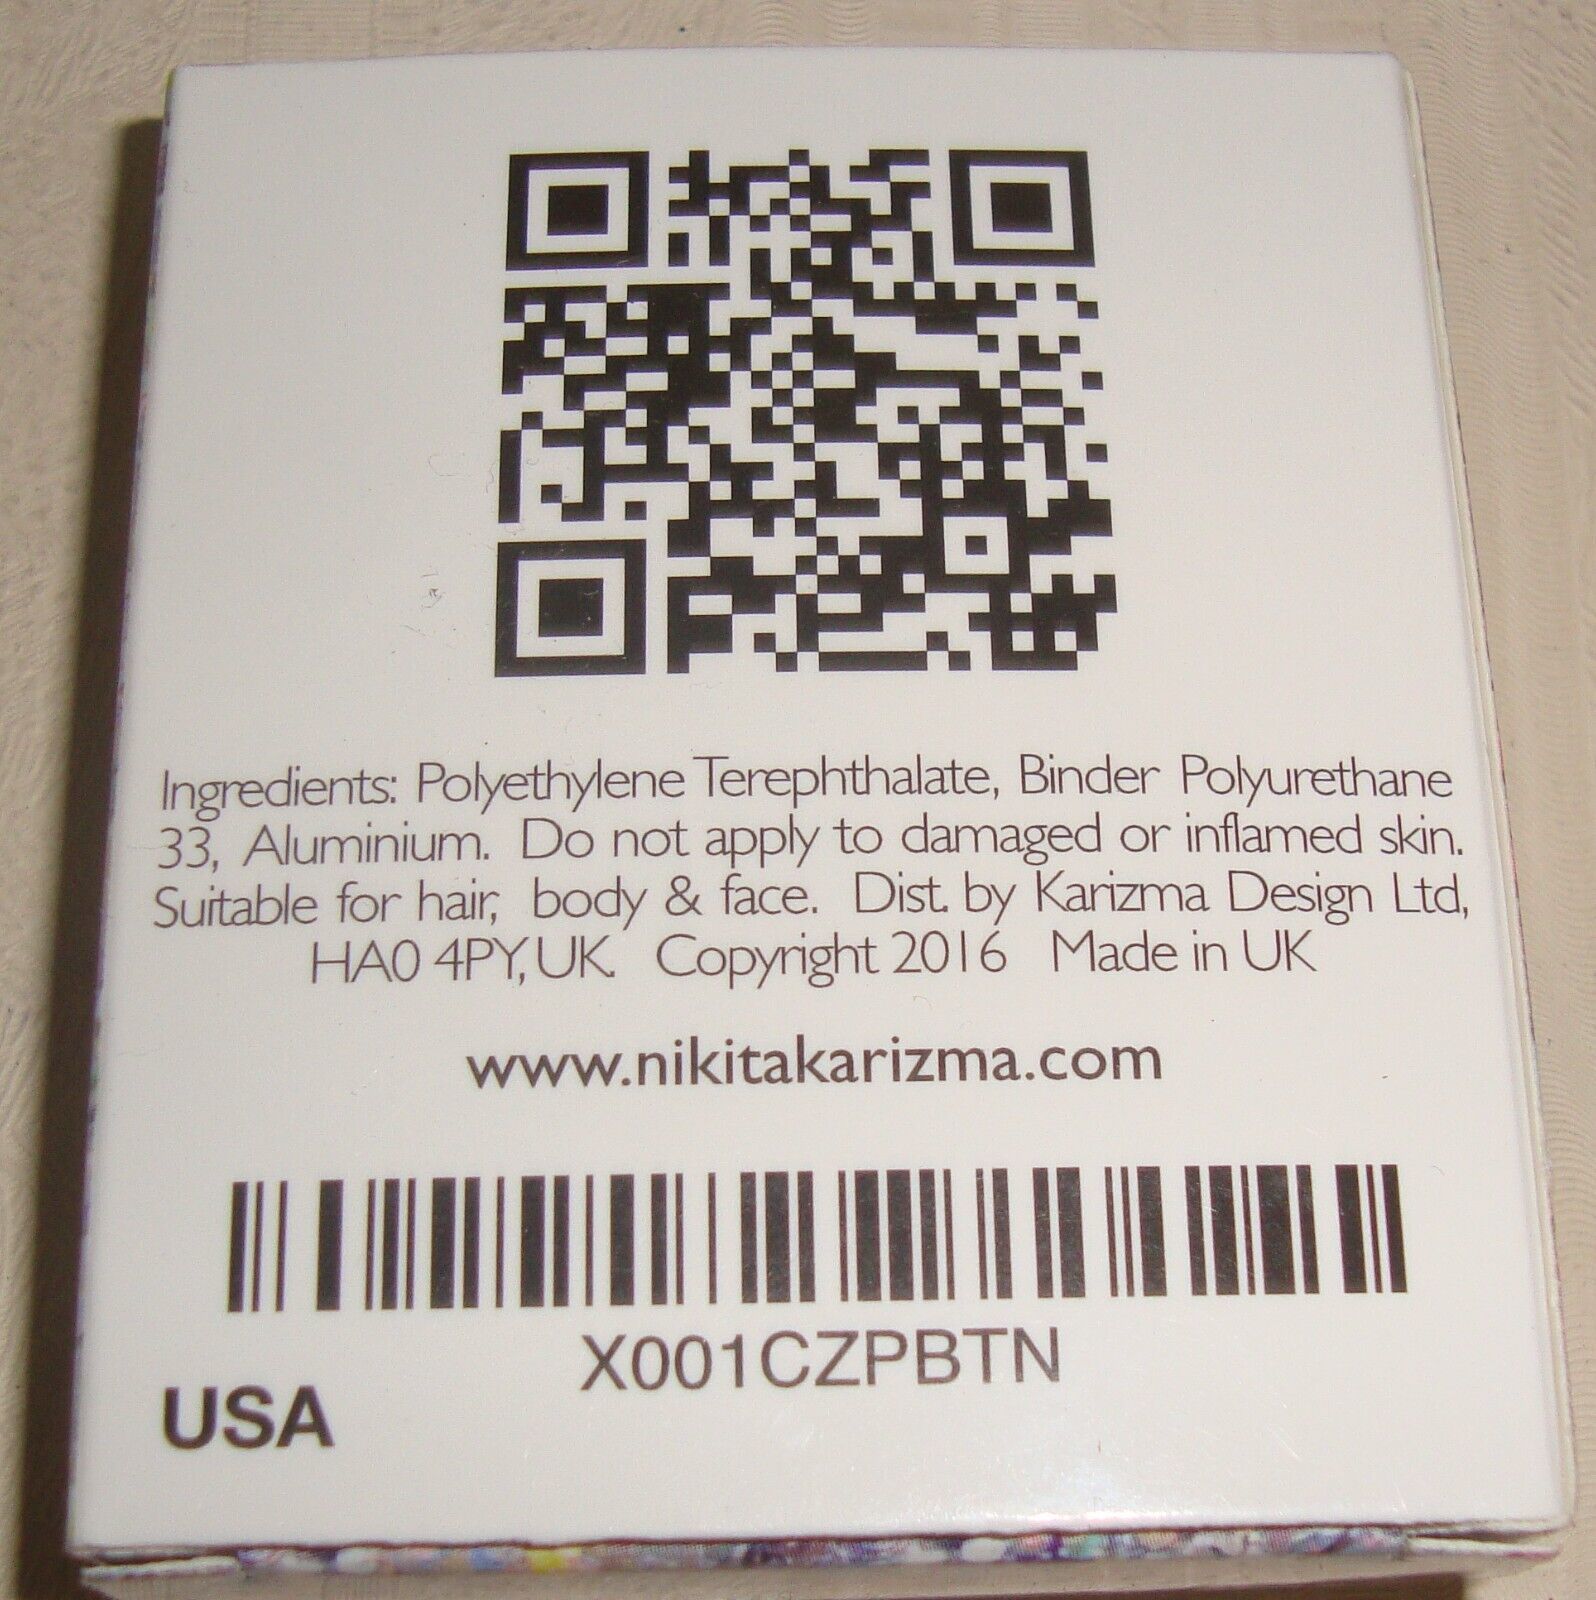 Ingredients: Polyethylene Terephthalate, Binder Polyurethane
33, Aluminium. Do not apply to damaged or inflamed skin.
Suitable for hair, body & face. Dist. by Karizma Design Ltd,
HA0 4PY, UK. Copyright 2016 Made in UK
www.nikitakarizma.com
X001CZPBTN
USA